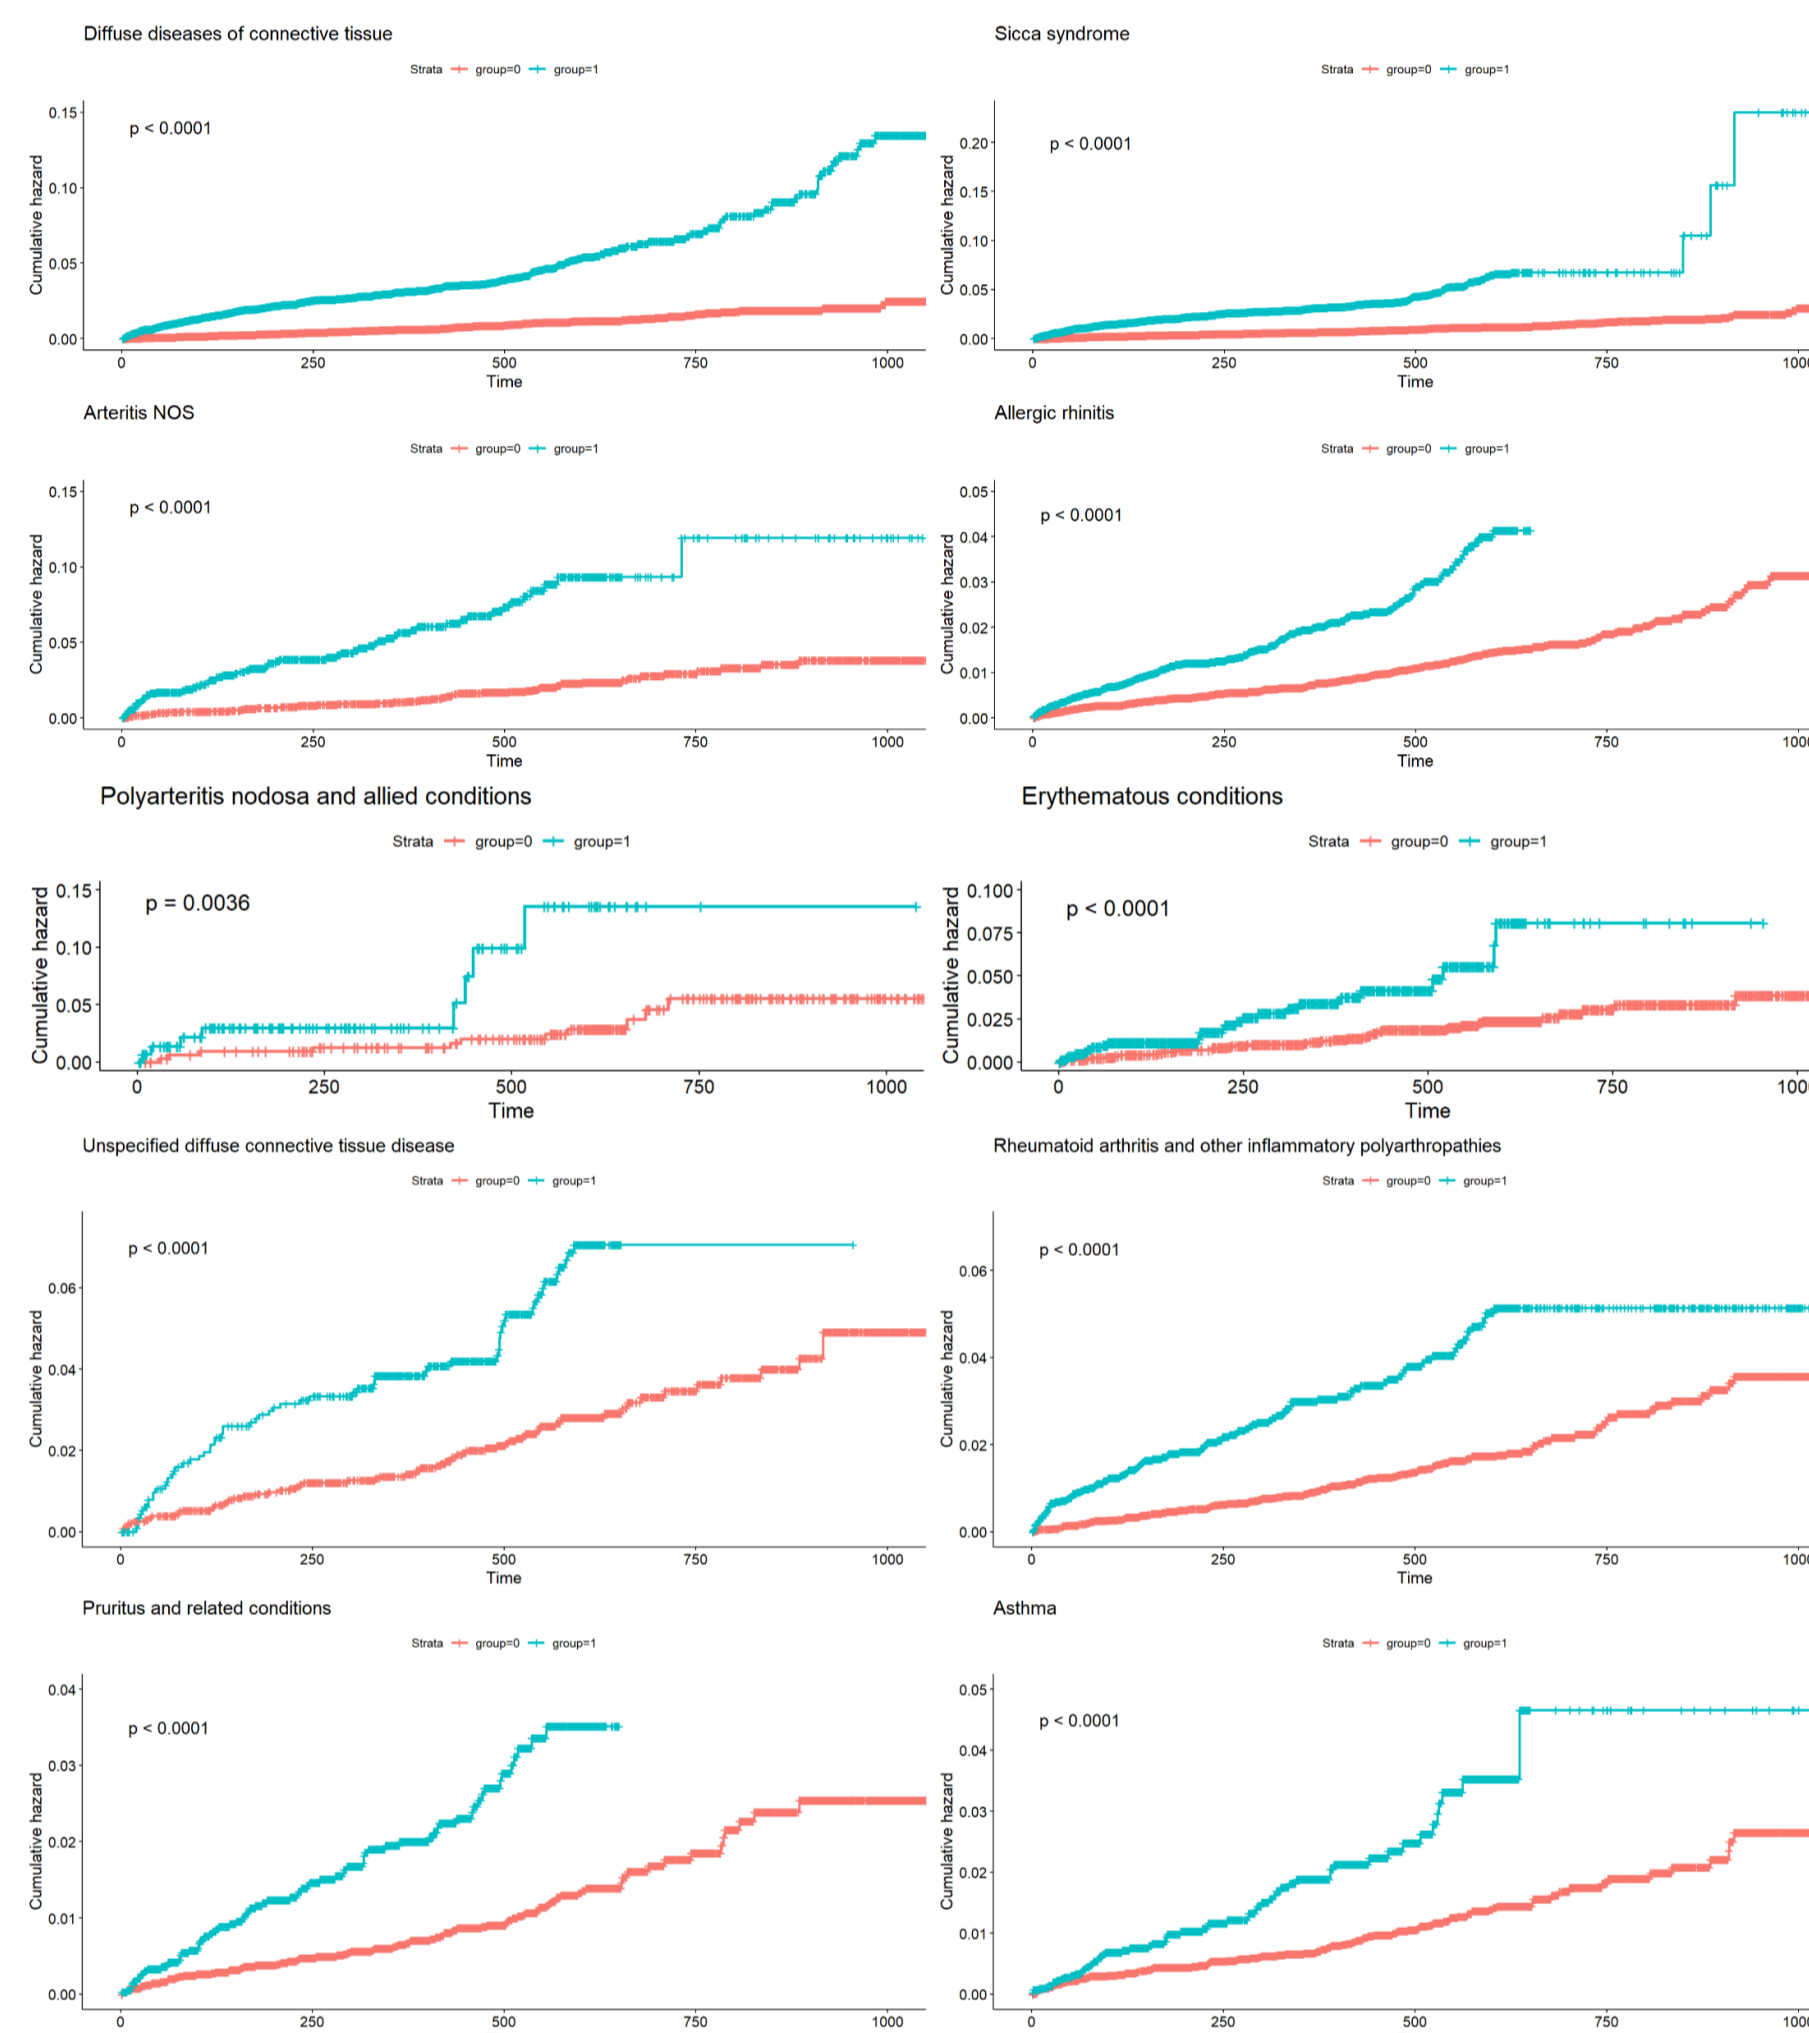 Diffuse diseases of connective tissue
Strata group=0 group=1
p < 0.0001
Cumulative hazard
0.15
0.10
0.05
0.00
0 250 500 750 1000
Time
Sicca syndrome
Strata group=0 group=1
p < 0.0001
Cumulative hazard
0.20
0.15
0.10
0.05
0.00
0 250 500 750 1000
Time
Arteritis NOS
Strata group=0 group=1
p < 0.0001
Cumulative hazard
0.15
0.10
0.05
0.00
0 250 500 750 1000
Time
Allergic rhinitis
Strata group=0 group=1
p < 0.0001
Cumulative hazard
0.05
0.04
0.03
0.02
0.01
0.00
0 250 500 750 1000
Time
Polyarteritis nodosa and allied conditions
Strata group=0 group=1
p = 0.0036
Cumulative hazard
0.15
0.10
0.05
0.00
0 250 500 750 1000
Time
Erythematous conditions
Strata group=0 group=1
p < 0.0001
Cumulative hazard
0.100
0.075
0.050
0.025
0.000
0 250 500 750 100
Time
Unspecified diffuse connective tissue disease
Strata group=0 group=1
p < 0.0001
Cumulative hazard
0.06
0.04
0.02
0.00
0 250 500 750 1000
Time
Rheumatoid arthritis and other inflammatory polyarthropathies
Strata group=0 group=1
p < 0.0001
Cumulative hazard
0.06
0.04
0.02
0.00
0 250 500 750 1000
Time
Pruritus and related conditions
Strata group=0 group=1
p < 0.0001
Cumulative hazard
0.04
0.03
0.02
0.01
0.00
0 250 500 750 1000
Asthma
Strata group=0 group=1
p < 0.0001
Cumulative hazard
0.05
0.04
0.03
0.02
0.01
0.00
0 250 500 750 1000